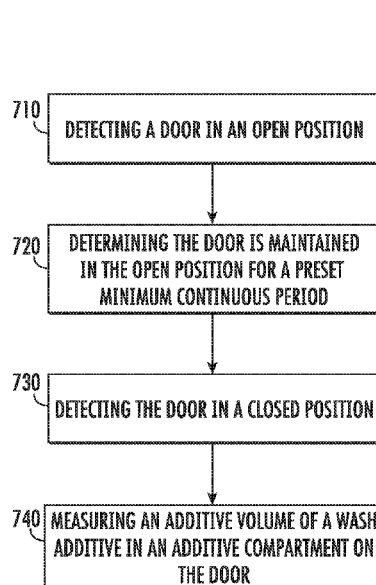 710
DETECTING A DOOR IN AN OPEN POSITION
720
DETERMINING THE DOOR IS MAINTAINED
IN THE OPEN POSITION FOR A PRESET
MINIMUM CONTINUOUS PERIOD
730
DETECTING THE DOOR IN A CLOSED POSITION
740
MEASURING AN ADDITIVE VOLUME OF A WASH
ADDITIVE IN AN ADDITIVE COMPARTMENT ON
THE DOOR